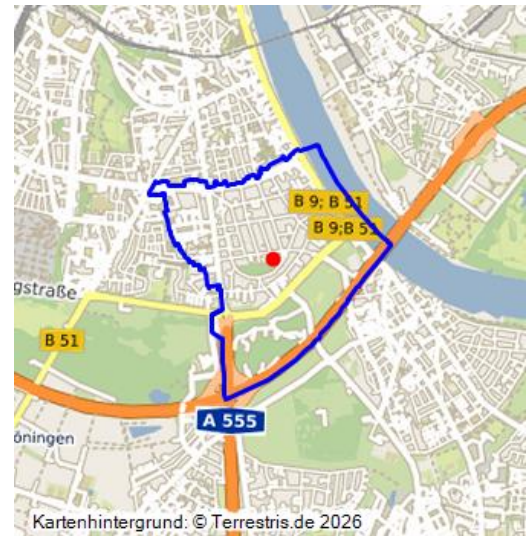 B 9; B 51
B 9;B 51
gstraße
B 51
A 555
öningen
Kartenhintergrund: © Terrestris.de 2026